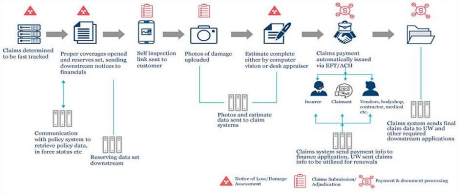 Claims determined
to be fast tracked
Proper coverages opened
and reserves set, sending
downstream notices to
financials
Self inspection
link sent to
customer
Photos of damage
uploaded
Estimate complete
either by computer
vision or desk appraiser
Claims payment
automatically issued
via EFT/ACH
Insurer
Claimant
Vendors, bodyshop,
contractor, medical
etc
Claims system sends final
claim data to UW and
other required
downstream applications
Communication
with policy system to
retrieve policy data,
in force status etc
Reserving data set
downstream
Photos and estimate
data sent to claim
systems
Claims system send payment info to
finance application, UW sent claims
info to be utilized for renewals
Notice of Loss/Damage
Assessment
Claims Submission/
Adjudication
Payment & document processing